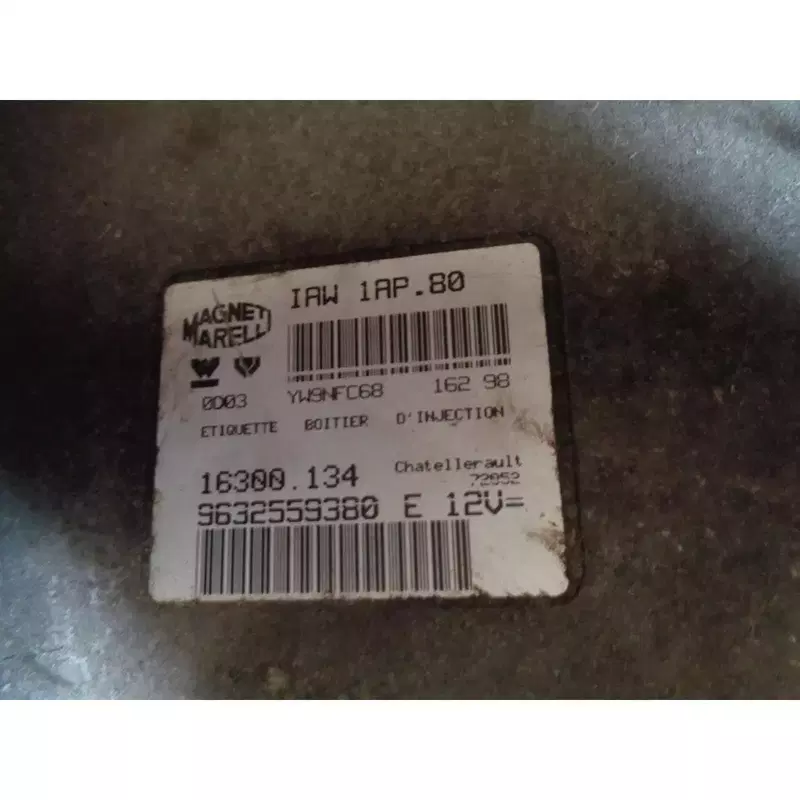 IAW 1AP.80
MAGNETI
MARELLI
0D03 YW9NFC68 162 98
ETIQUETTE BOITIER D'INJECTION
16300.134 Chatellerault
72052
9632559380 E 12V=